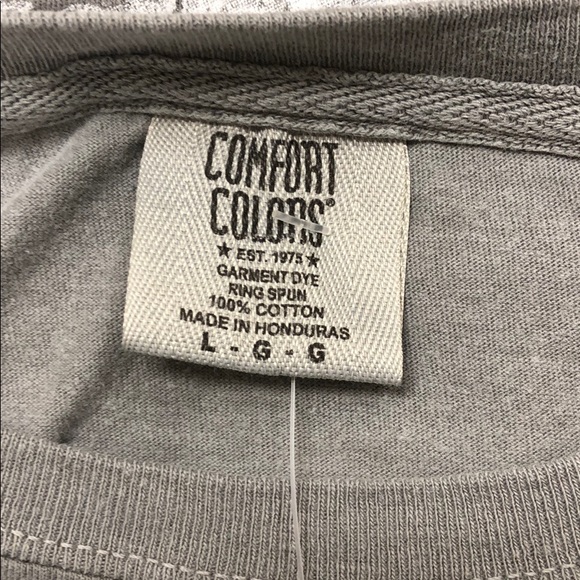 COMFORT
COLORS®
★ EST. 1975 ★
GARMENT DYE
RING SPUN
100% COTTON
MADE IN HONDURAS
L - G - G